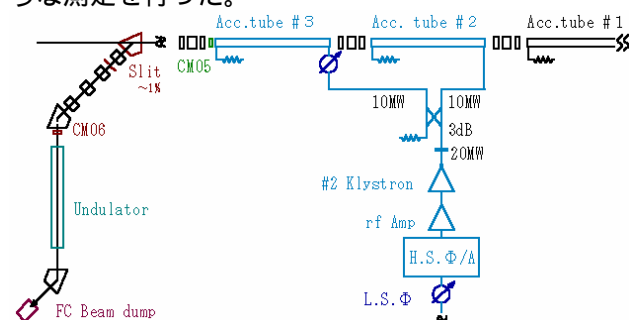 うな測定を行った。
Acc.tube #3
Acc. tube #2
Acc.tube #1
Slit
~1%
CM05
10MW
10MW
CM06
3dB
20MW
#2 Klystron
Undulator
rf Amp
H.S.Φ/A
L.S.Φ
FC Beam dump